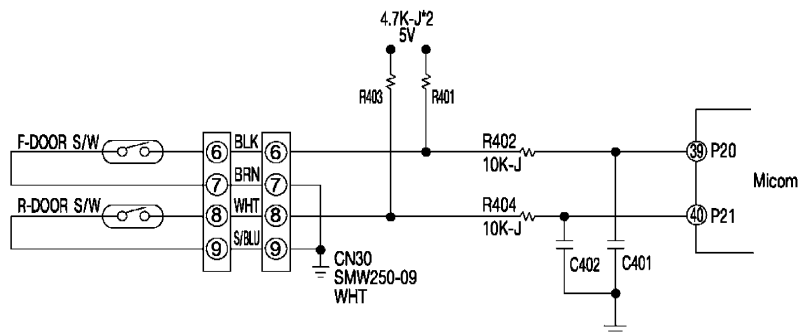 4.7K-J*2
5V
R403
R401
F-DOOR S/W
6
BLK
6
R402
10K-J
39
P20
7
BRN
7
Micom
R-DOOR S/W
8
WHT
8
R404
10K-J
40
P21
9
S/BLU
9
CN30
SMW250-09
WHT
C402
C401